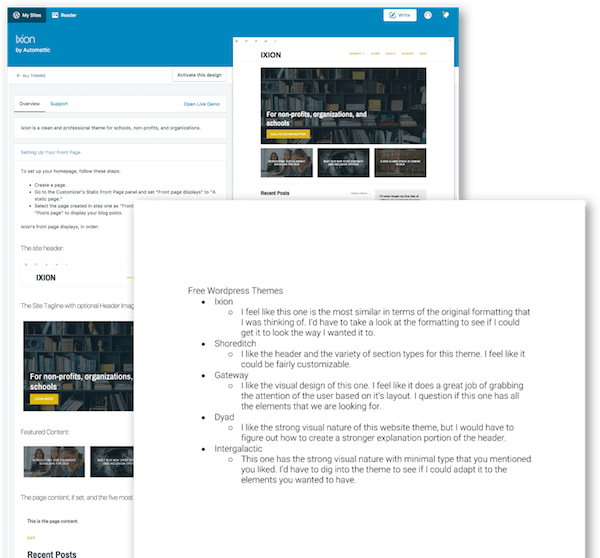 My Sites
Reader
Write
Ixion
by Automattic
← ALL THEMES
Activate this design
Overview
Support
Open Live Demo
Ixion is a clean and professional theme for schools, non-profits, and organizations.
Setting Up Your Front Page
To set up your homepage, follow these steps:
• Create a page.
• Go to the Customizer's Static Front Page panel and set "Front page displays" to "A
static page."
• Select the page created in step one as "Front
"Posts page" to display your blog posts.
Ixion's front page displays, in order:
The site header:
IXION
The Site Tagline with optional Header imag
For non-profits, organizations,
schools
Featured Content:
The page content, if set, and the five most
This is the page content.
EDIT
Recent Posts
IXION
For non-profits, organizations, and
schools
Recent Posts
Free Wordpress Themes
• Ixion
○ I feel like this one is the most similar in terms of the original formatting that
I was thinking of. I'd have to take a look at the formatting to see if I could
get it to look the way I wanted it to.
• Shoreditch
○ I like the header and the variety of section types for this theme. I feel like it
could be fairly customizable.
• Gateway
○ I like the visual design of this one. I feel like it does a great job of grabbing
the attention of the user based on it's layout. I question if this one has all
the elements that we are looking for.
• Dyad
○ I like the strong visual nature of this website theme, but I would have to
figure out how to create a stronger explanation portion of the header.
• Intergalactic
○ This one has the strong visual nature with minimal type that you mentioned
you liked. I'd have to dig into the theme to see if I could adapt it to the
elements you wanted to have.